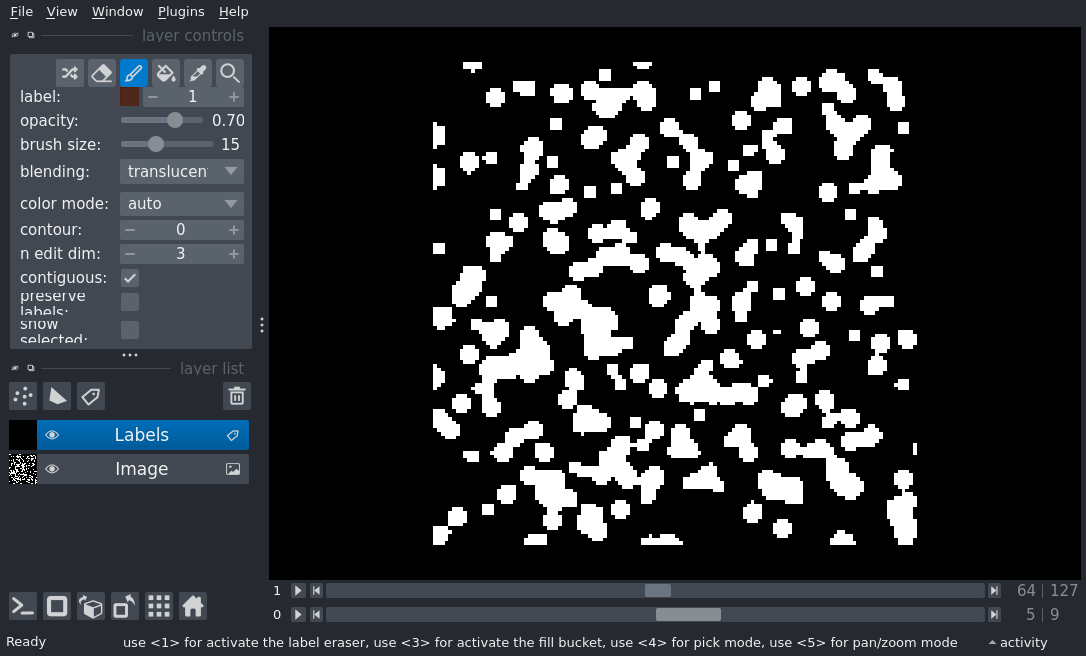 File View Window Plugins Help
layer controls
label: 1
opacity: 0.70
brush size: 15
blending: translucen
color mode: auto
contour: 0
n edit dim: 3
contiguous:
preserve
labels:
show
selected:
layer list
Labels
Image
1 64 127
0 5 9
Ready use <1> for activate the label eraser, use <3> for activate the fill bucket, use <4> for pick mode, use <5> for pan/zoom mode activity